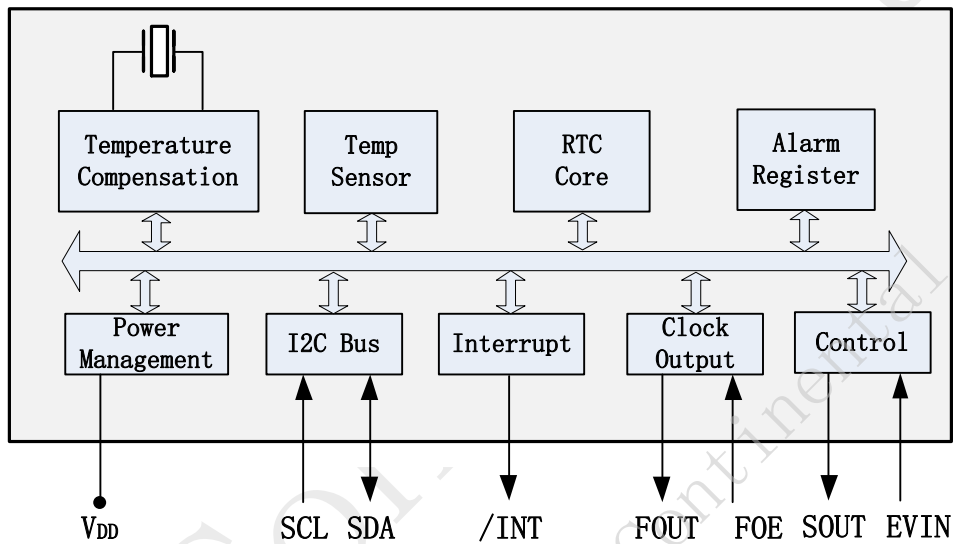 Temperature
Compensation
Temp
Sensor
RTC
Core
Alarm
Register
Power
Management
I2C Bus
Interrupt
Clock
Output
Control
VDD
SCL
SDA
/INT
FOUT
FOE
SOUT
EVIN